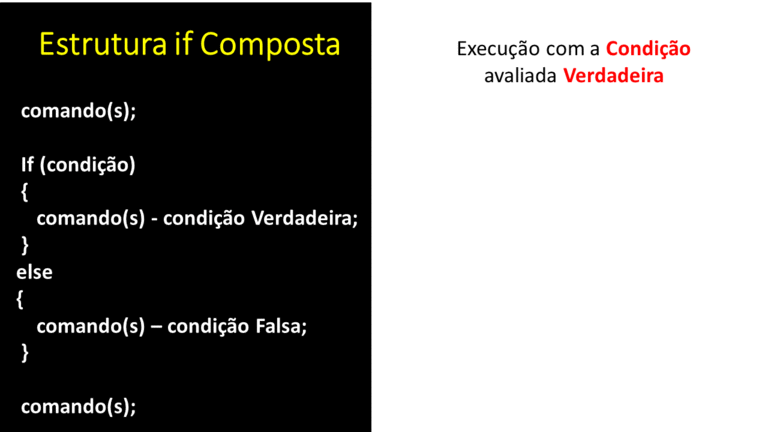 Estrutura if Composta
comando(s);
If (condição)
{
comando(s) - condição Verdadeira;
}
else
{
comando(s) – condição Falsa;
}
comando(s);
Execução com a Condição
avaliada Verdadeira